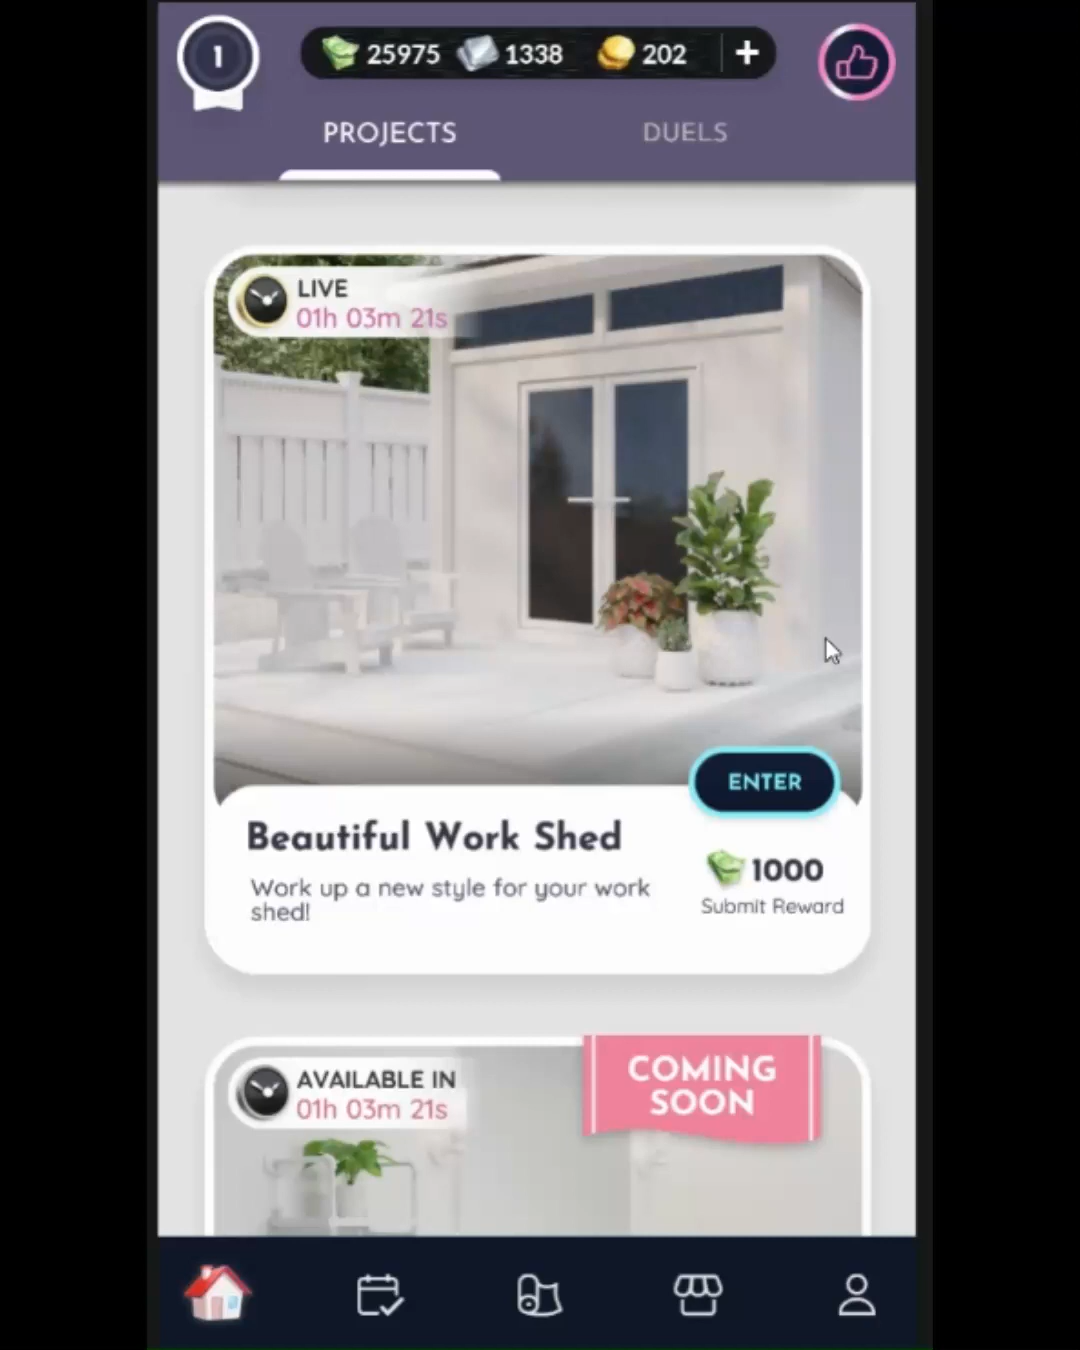 1
25975 1338 202 +
PROJECTS DUELS
LIVE
01h 03m 21s
ENTER
Beautiful Work Shed
Work up a new style for your work
shed!
1000
Submit Reward
AVAILABLE IN
01h 03m 21s
COMING
SOON